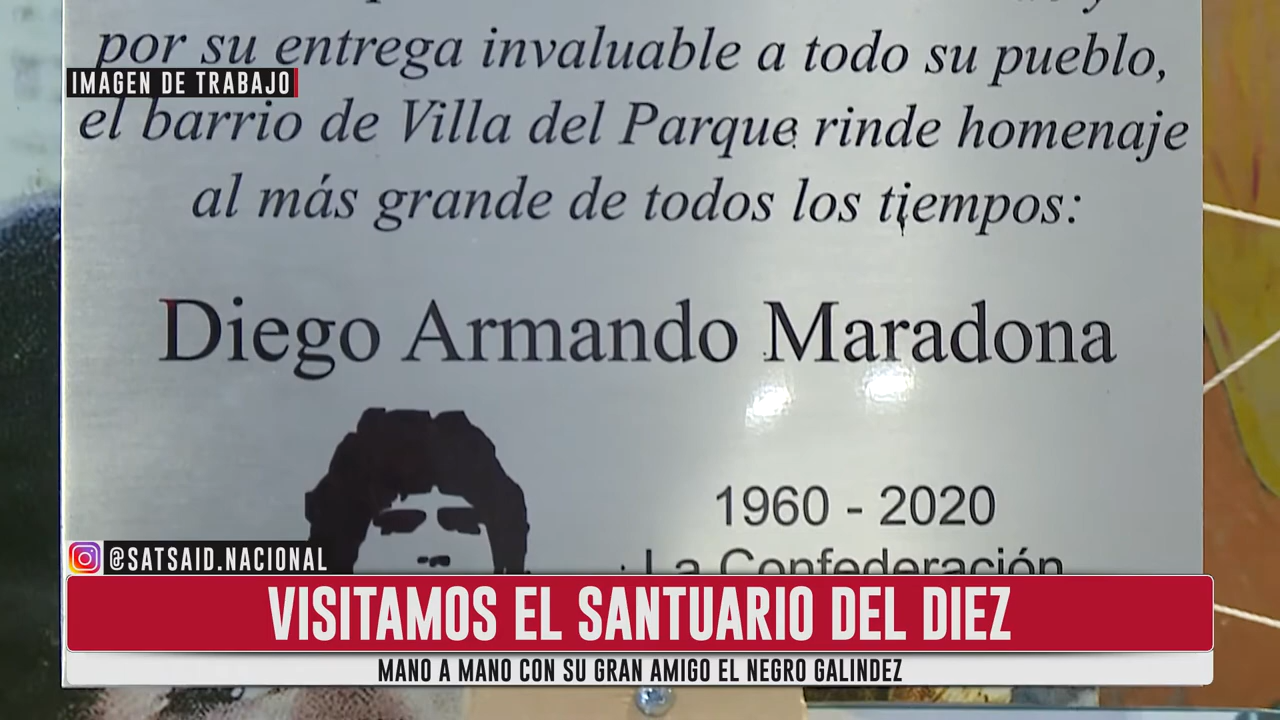 por su entrega invaluable a todo su pueblo,
IMAGEN DE TRABAJO
el barrio de Villa del Parque rinde homenaje
al más grande de todos los tiempos:
Diego Armando Maradona
1960 - 2020
La Confederación
@SATSAID.NACIONAL
VISITAMOS EL SANTUARIO DEL DIEZ
MANO A MANO CON SU GRAN AMIGO EL NEGRO GALINDEZ